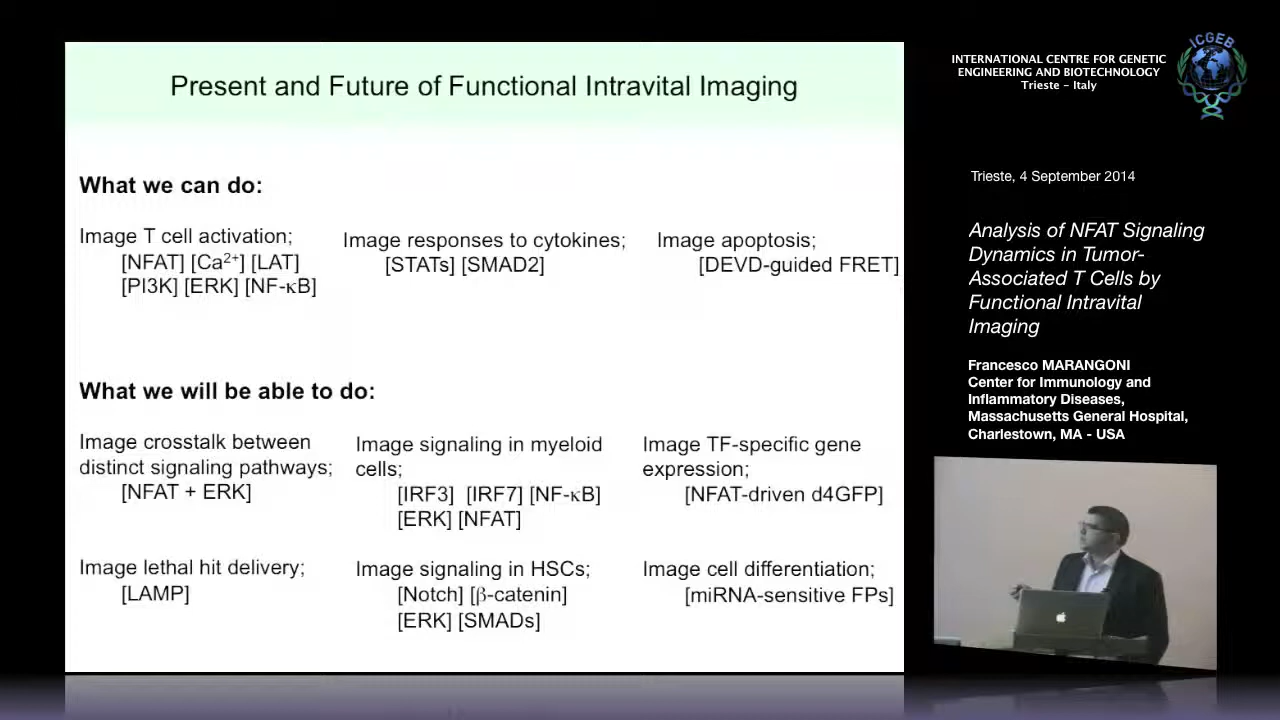 Present and Future of Functional Intravital Imaging
What we can do:
Image T cell activation;
[NFAT] [Ca²⁺] [LAT]
[PI3K] [ERK] [NF-κB]
Image responses to cytokines;
[STATs] [SMAD2]
Image apoptosis;
[DEVD-guided FRET]
What we will be able to do:
Image crosstalk between
distinct signaling pathways;
[NFAT + ERK]
Image signaling in myeloid
cells;
[IRF3] [IRF7] [NF-κB]
[ERK] [NFAT]
Image TF-specific gene
expression;
[NFAT-driven d4GFP]
Image lethal hit delivery;
[LAMP]
Image signaling in HSCs;
[Notch] [β-catenin]
[ERK] [SMADs]
Image cell differentiation;
[miRNA-sensitive FPs]
INTERNATIONAL CENTRE FOR GENETIC
ENGINEERING AND BIOTECHNOLOGY
Trieste - Italy
ICGEB
Trieste, 4 September 2014
Analysis of NFAT Signaling
Dynamics in Tumor-
Associated T Cells by
Functional Intravital
Imaging
Francesco MARANGONI
Center for Immunology and
Inflammatory Diseases,
Massachusetts General Hospital,
Charlestown, MA - USA